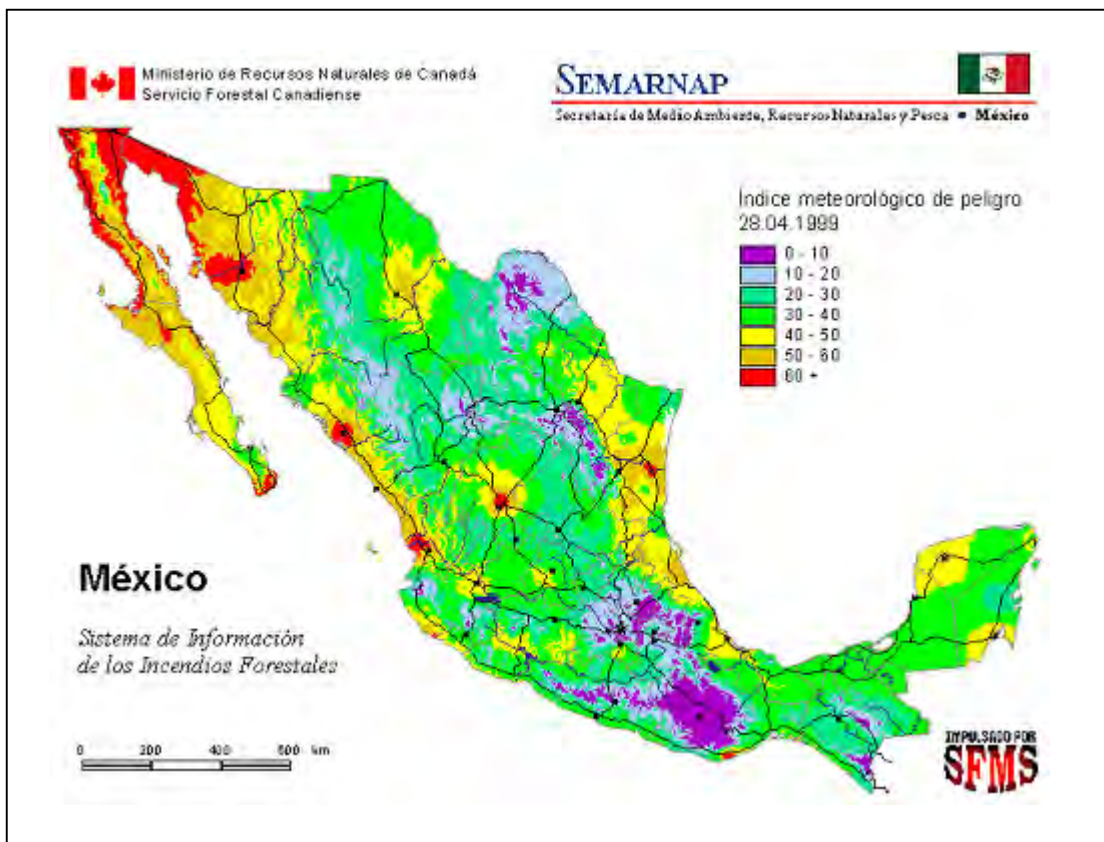 Ministerio de Recursos Naturales de Canadá
Servicio Forestal Canadiense
SEMARNAP
Secretaría de Medio Ambiente, Recursos Naturales y Pesca • México
Índice meteorológico de peligro
28.04.1999
0 - 10
10 - 20
20 - 30
30 - 40
40 - 50
50 - 60
60 +
México
Sistema de Información
de los Incendios Forestales
0 200 400 600 km
IMPULSADO POR
SFMS